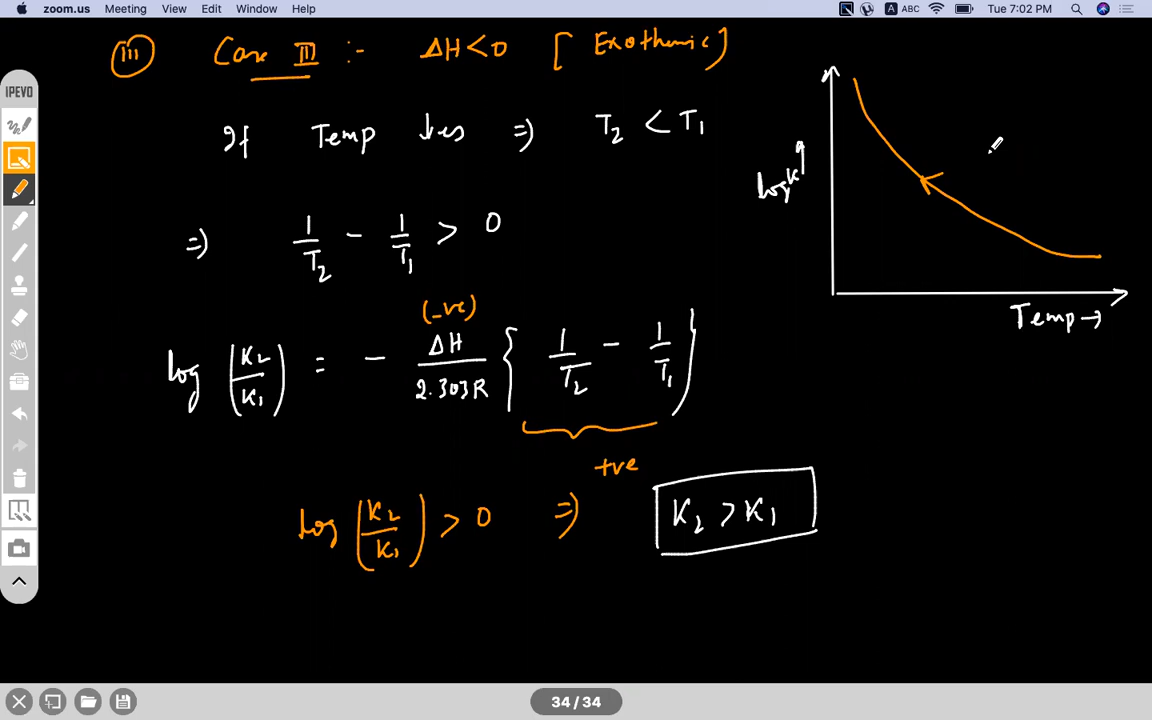 zoom.us Meeting View Edit Window Help
A ABC Tue 7:02 PM
IPEVO
(iii) Case III :- ΔH < 0 [Exothermic]
If Temp ↓ses ⇒ T₂ < T₁
⇒ 1/T₂ - 1/T₁ > 0
(-ve)
log (K₂/K₁) = - ΔH/2.303R {1/T₂ - 1/T₁}
+ve
log (K₂/K₁) > 0 ⇒ K₂ > K₁
log K ↑
Temp →
34 / 34